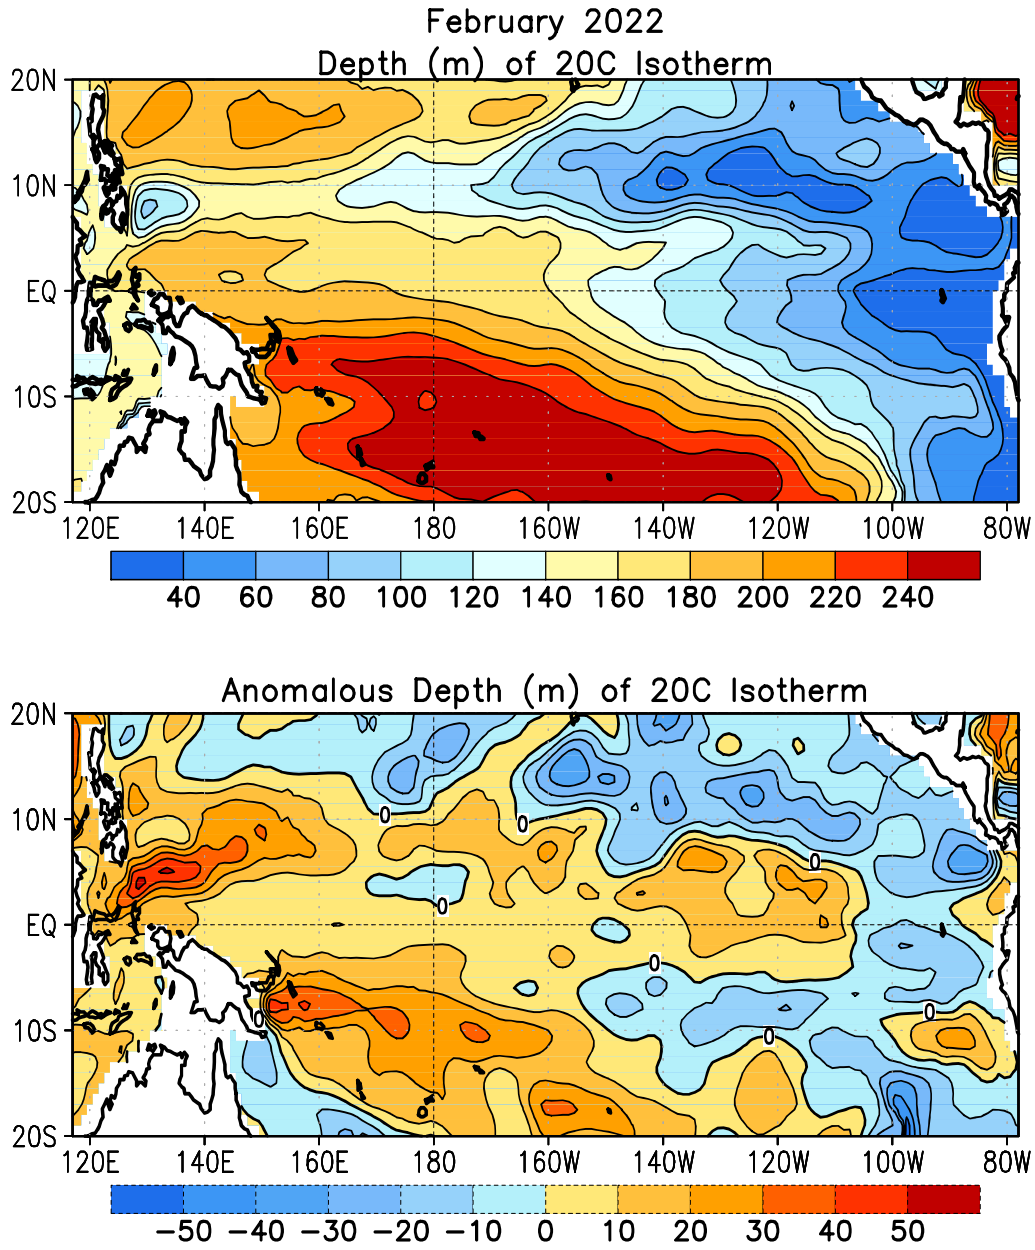 February 2022
Depth (m) of 20C Isotherm
20N
10N
EQ
10S
20S
120E 140E 160E 180 160W 140W 120W 100W 80W
40 60 80 100 120 140 160 180 200 220 240
Anomalous Depth (m) of 20C Isotherm
20N
0
0
10N
0
0
EQ
0
0
0
10S
0
20S
120E 140E 160E 180 160W 140W 120W 100W 80W
−50 −40 −30 −20 −10 0 10 20 30 40 50